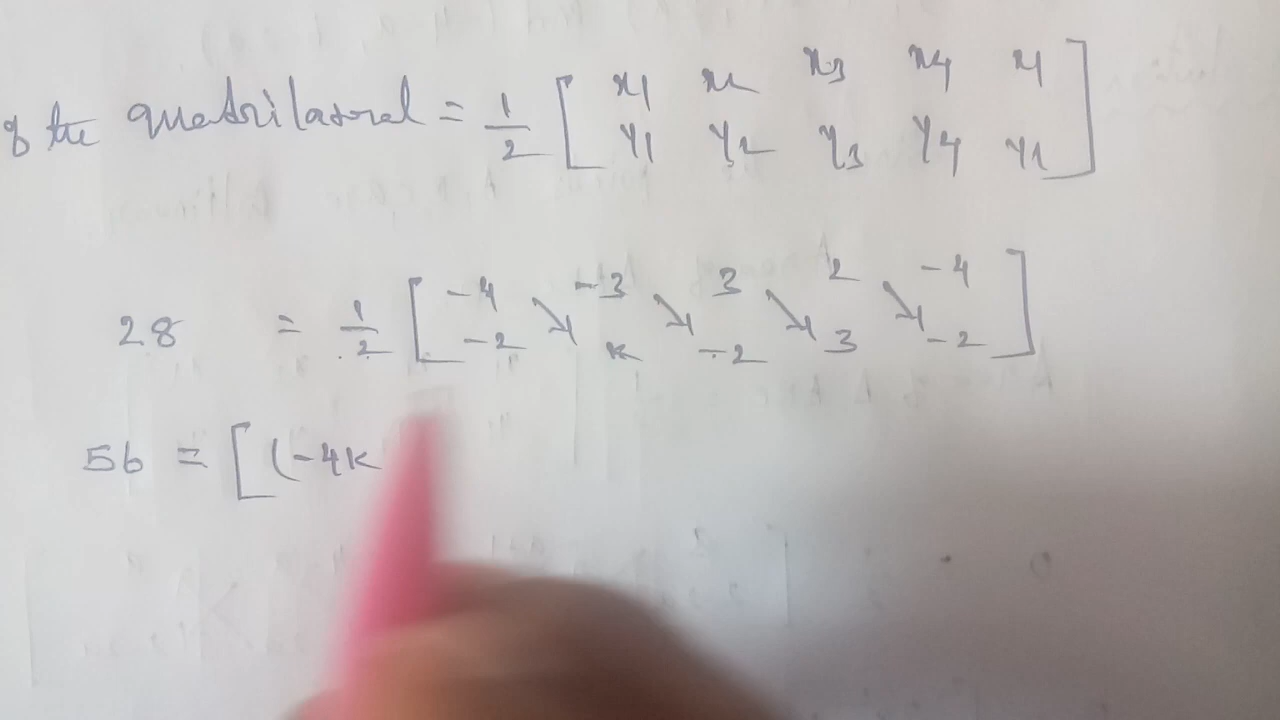 of the quadrilateral = 1/2 [ x1 x2 x3 x4 x1
y1 y2 y3 y4 y1 ]
28 = 1/2 [ -4 -3 3 2 -4
-2 k -2 3 -2 ]
56 = [ (-4k